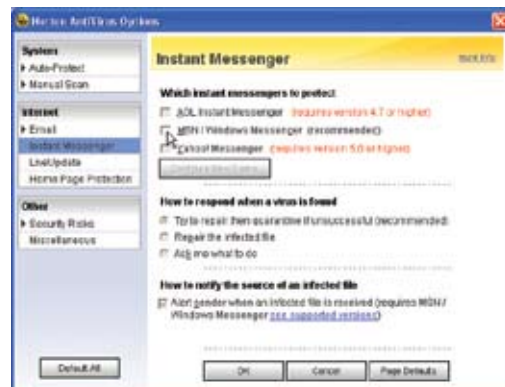 Norton AntiVirus Options
System
Auto-Protect
Manual Scan
Internet
Email
Instant Messenger
LiveUpdate
Home Page Protection
Other
Security Risks
Miscellaneous
Default All
Instant Messenger
Which instant messengers to protect
AOL Instant Messenger (requires version 4.7 or higher)
MSN / Windows Messenger (recommended)
Yahoo! Messenger (requires version 5.0 or higher)
How to respond when a virus is found
Try to repair then quarantine if unsuccessful (recommended)
Repair the infected file
Ask me what to do
How to notify the source of an infected file
Alert sender when an infected file is received (requires MSN /
Windows Messenger see supported versions)
OK
Cancel
Page Defaults